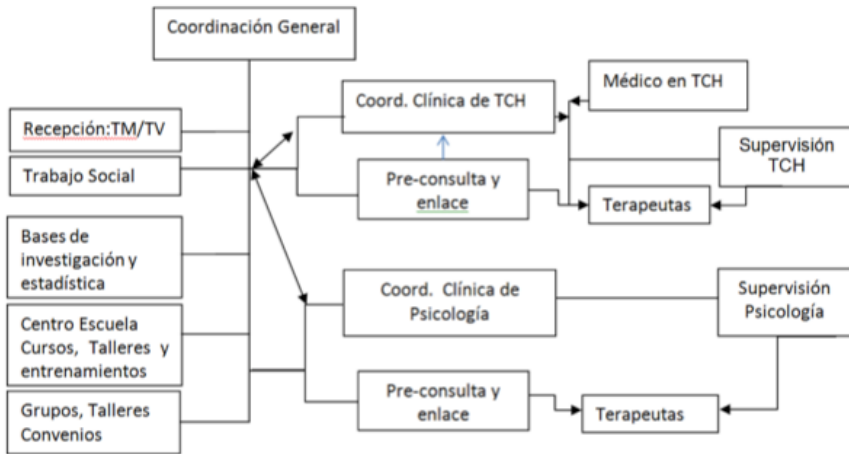 Coordinación General
Recepción:TM/TV
Trabajo Social
Bases de
investigación y
estadística
Centro Escuela
Cursos, Talleres y
entrenamientos
Grupos, Talleres
Convenios
Coord. Clínica de TCH
Pre-consulta y
enlace
Médico en TCH
Supervisión
TCH
Terapeutas
Coord. Clínica de
Psicología
Supervisión
Psicología
Pre-consulta y
enlace
Terapeutas